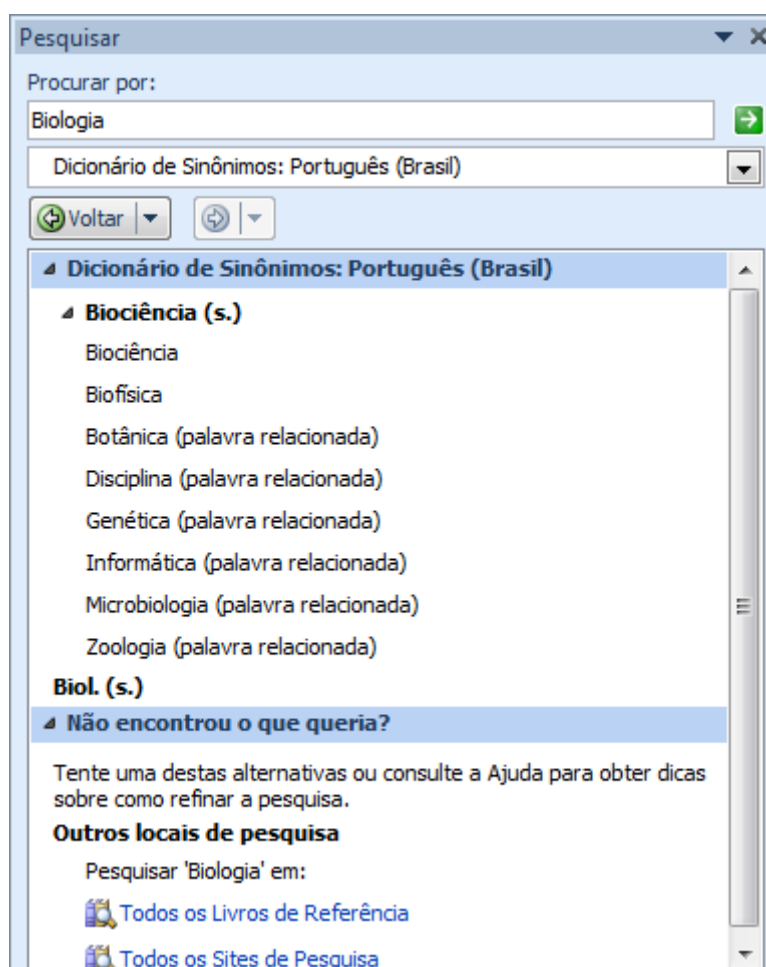 Pesquisar
Procurar por:
Biologia
Dicionário de Sinônimos: Português (Brasil)
Voltar
Dicionário de Sinônimos: Português (Brasil)
Biociência (s.)
Biociência
Biofísica
Botânica (palavra relacionada)
Disciplina (palavra relacionada)
Genética (palavra relacionada)
Informática (palavra relacionada)
Microbiologia (palavra relacionada)
Zoologia (palavra relacionada)
Biol. (s.)
Não encontrou o que queria?
Tente uma destas alternativas ou consulte a Ajuda para obter dicas
sobre como refinar a pesquisa.
Outros locais de pesquisa
Pesquisar 'Biologia' em:
Todos os Livros de Referência
Todos os Sites de Pesquisa